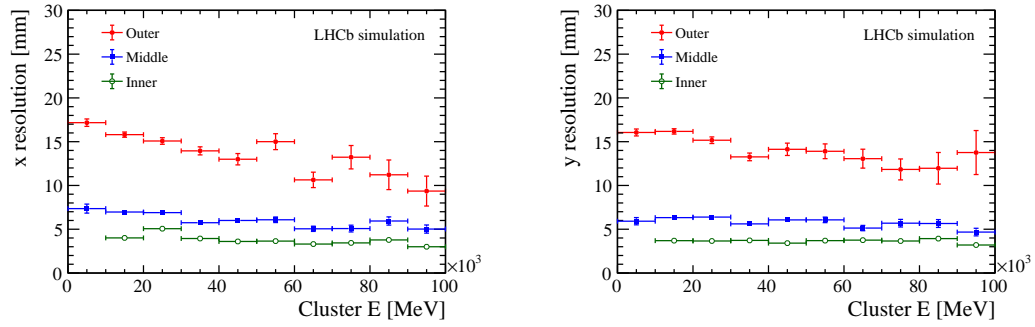 x resolution [mm]
30
25
20
15
10
5
0
Outer
Middle
Inner
LHCb simulation
0 20 40 60 80 100
×10³
Cluster E [MeV]
y resolution [mm]
30
25
20
15
10
5
0
Outer
Middle
Inner
LHCb simulation
0 20 40 60 80 100
×10³
Cluster E [MeV]